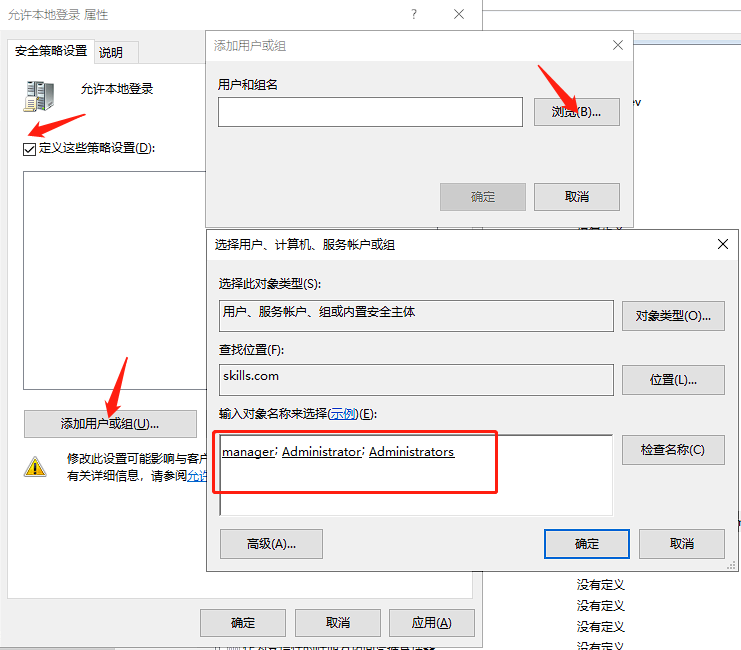 允许本地登录 属性
安全策略设置
说明
允许本地登录
定义这些策略设置(D):
添加用户或组(U)...
修改此设置可能影响与客户
有关详细信息，请参阅允许
确定
取消
应用(A)
添加用户或组
用户和组名
浏览(B)...
确定
取消
选择用户、计算机、服务帐户或组
选择此对象类型(S):
用户、服务帐户、组或内置安全主体
对象类型(O)...
查找位置(F):
skills.com
位置(L)...
输入对象名称来选择(示例)(E):
manager; Administrator; Administrators
检查名称(C)
高级(A)...
确定
取消
没有定义
没有定义
没有定义
没有定义